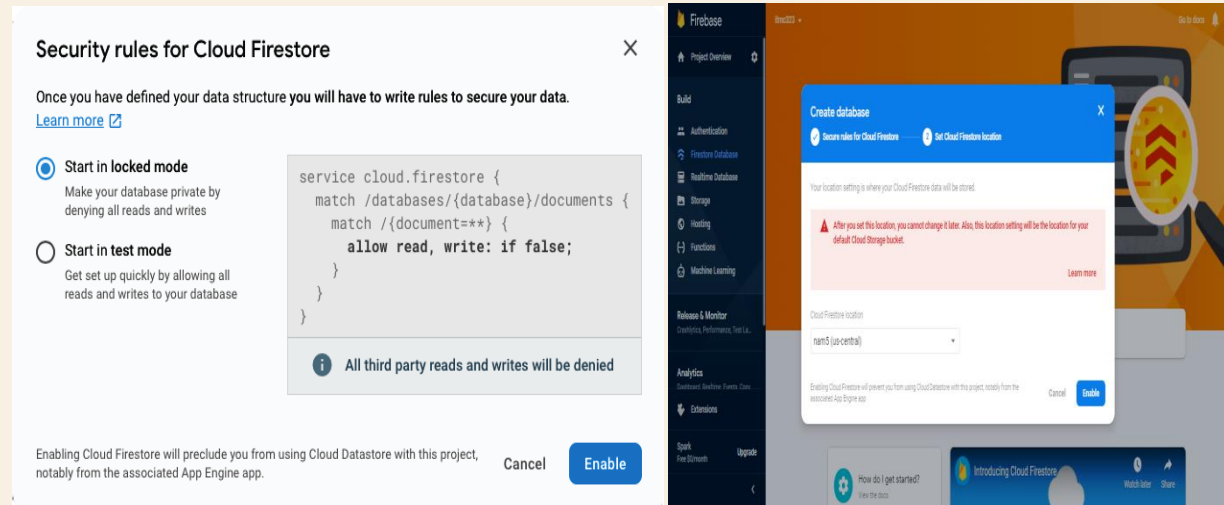 Security rules for Cloud Firestore
Once you have defined your data structure you will have to write rules to secure your data.
Learn more
Start in locked mode
Make your database private by
denying all reads and writes
Start in test mode
Get set up quickly by allowing all
reads and writes to your database
service cloud.firestore {
match /databases/{database}/documents {
match /{document=**} {
allow read, write: if false;
}
}
}
All third party reads and writes will be denied
Enabling Cloud Firestore will preclude you from using Cloud Datastore with this project,
notably from the associated App Engine app.
Cancel
Enable
Firebase
Project Overview
Build
Authentication
Firestore Database
Realtime Database
Storage
Hosting
Functions
Machine Learning
Release & Monitor
Crashlytics, Performance, Test La...
Analytics
Extensions
Spark
Free $0/month
Upgrade
Go to docs
Create database
Secure rules for Cloud Firestore
2 Set Cloud Firestore location
Your location setting is where your Cloud Firestore data will be stored.
After you set this location, you cannot change it later. Also, this location setting will be the location for your
default Cloud Storage bucket.
Learn more
Cloud Firestore location
nam5 (us-central)
Enabling Cloud Firestore will prevent you from using Cloud Datastore with this project, notably from the
associated App Engine app
Cancel
Enable
How do I get started?
View the docs
Introducing Cloud Firestore
Watch later
Share